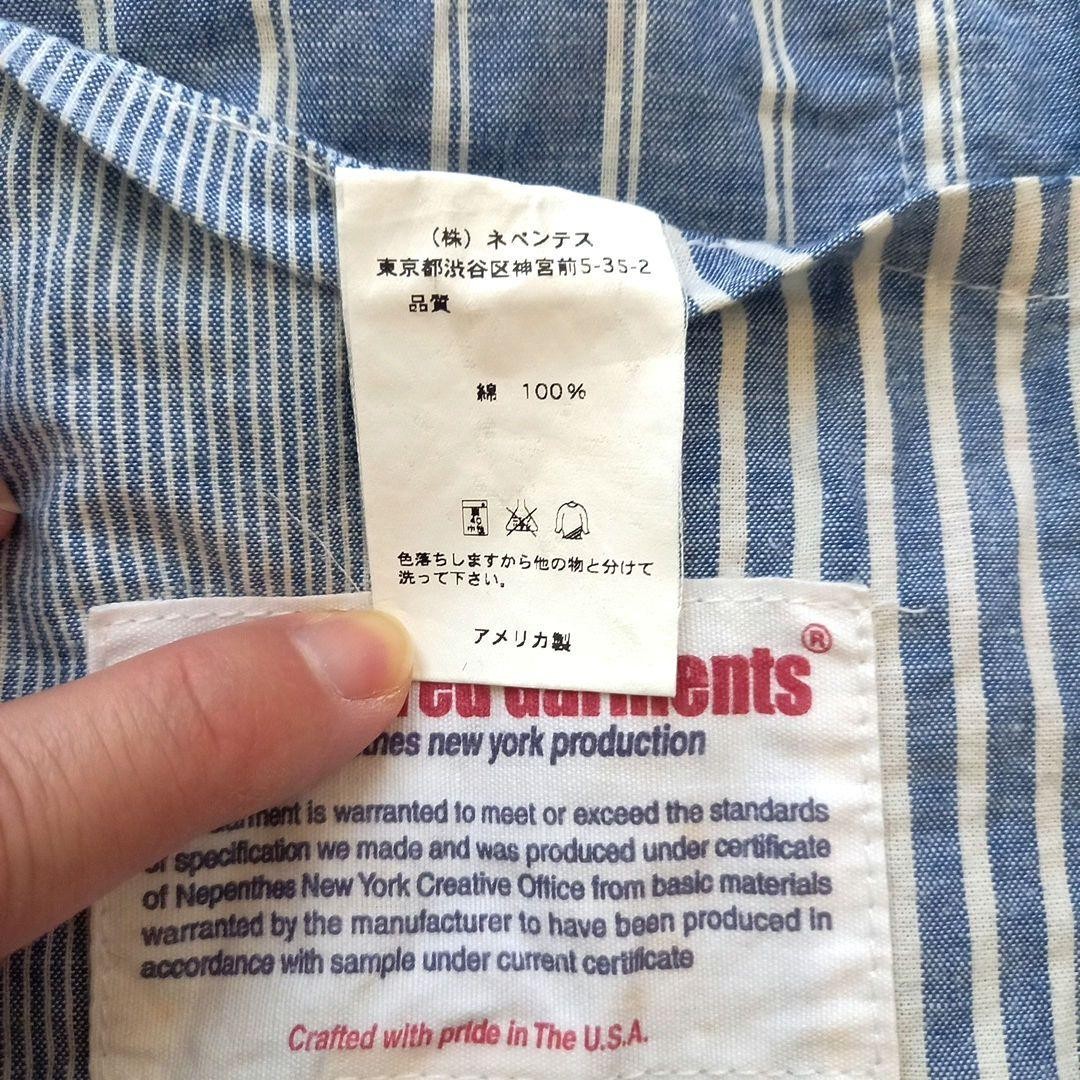 (株) ネペンテス
東京都渋谷区神宮前5-35-2
品質
綿 100%
40
色落ちしますから他の物と分けて
洗って下さい。
アメリカ製
Garments®
new york production
is warranted to meet or exceed the standards
of specification we made and was produced under certificate
of Nepenthes New York Creative Office from basic materials
warranted by the manufacturer to have been produced in
accordance with sample under current certificate
Crafted with pride in The U.S.A.